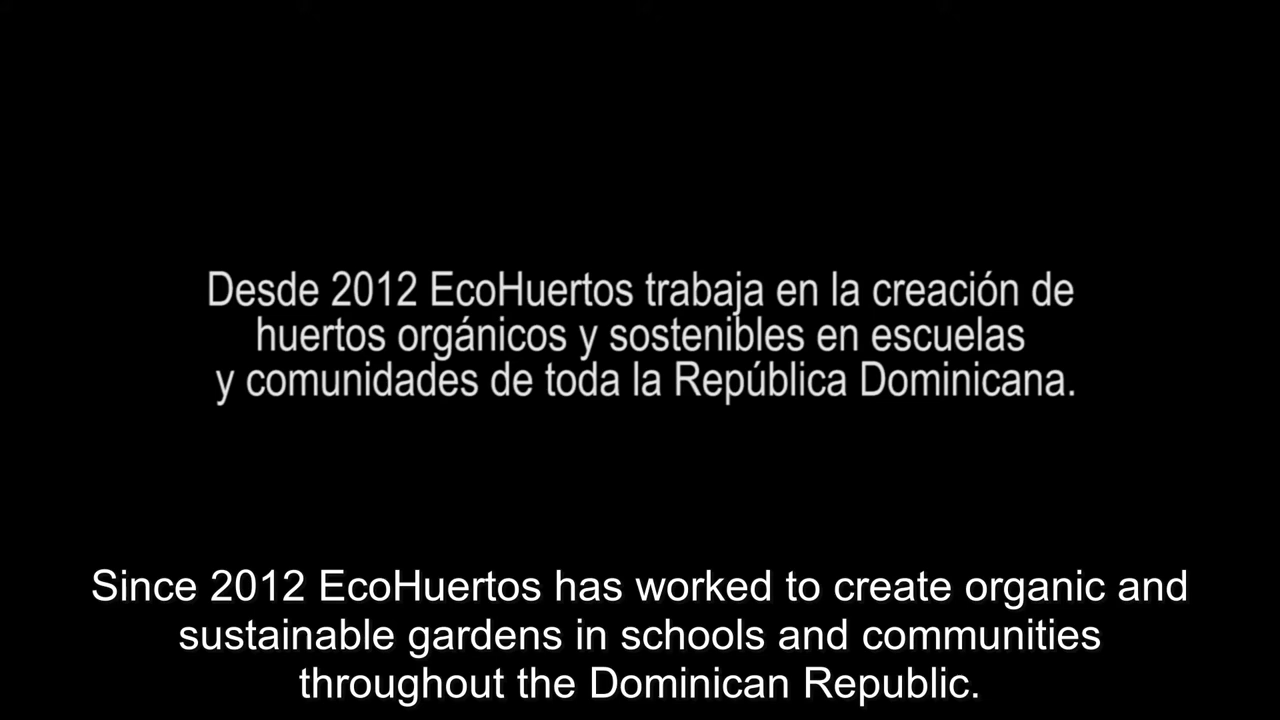 Desde 2012 EcoHuertos trabaja en la creación de
huertos orgánicos y sostenibles en escuelas
y comunidades de toda la República Dominicana.
Since 2012 EcoHuertos has worked to create organic and
sustainable gardens in schools and communities
throughout the Dominican Republic.